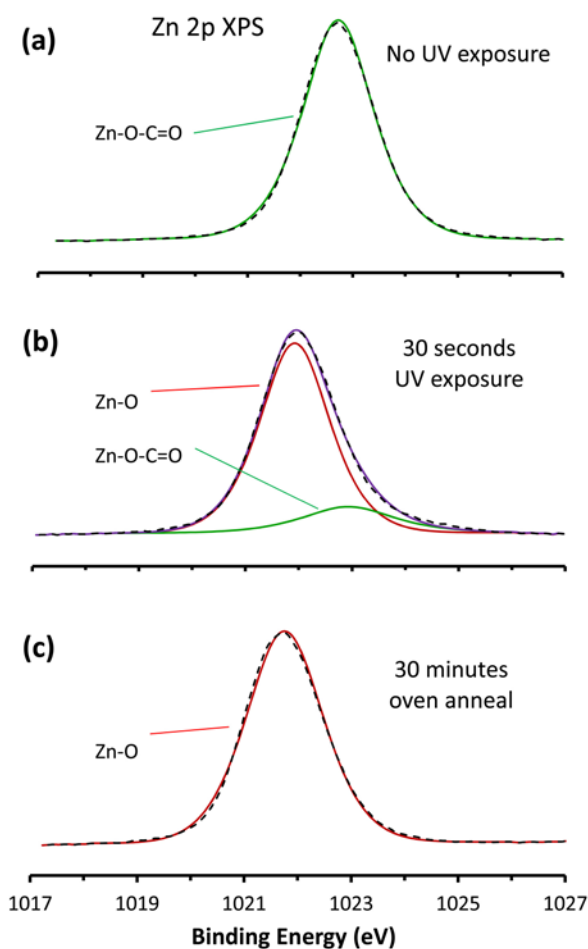 (a)
Zn 2p XPS
No UV exposure
Zn-O-C=O
(b)
30 seconds
UV exposure
Zn-O
Zn-O-C=O
(c)
30 minutes
oven anneal
Zn-O
1017 1019 1021 1023 1025 1027
Binding Energy (eV)